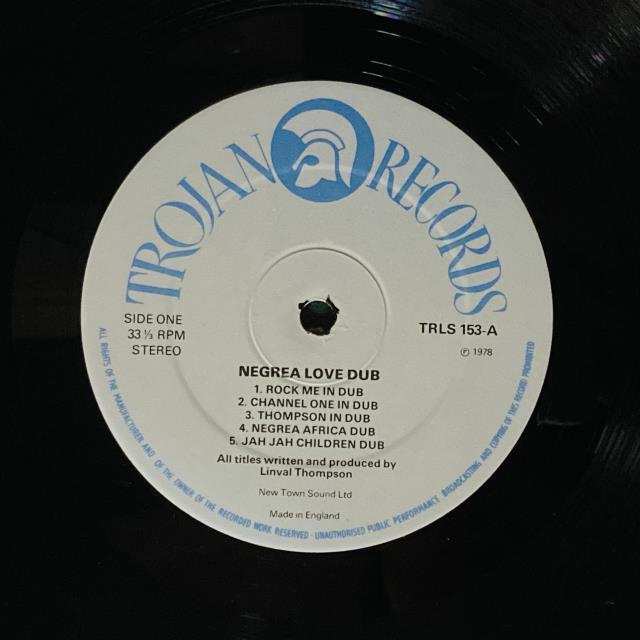 TROJAN RECORDS
SIDE ONE
33 ⅓ RPM
STEREO
TRLS 153-A
℗ 1978
NEGREA LOVE DUB
1. ROCK ME IN DUB
2. CHANNEL ONE IN DUB
3. THOMPSON IN DUB
4. NEGREA AFRICA DUB
5. JAH JAH CHILDREN DUB
All titles written and produced by
Linval Thompson
New Town Sound Ltd
Made in England
ALL RIGHTS OF THE MANUFACTURER AND OF THE OWNER OF THE RECORDED WORK RESERVED · UNAUTHORISED PUBLIC PERFORMANCE, BROADCASTING AND COPYING OF THIS RECORD PROHIBITED